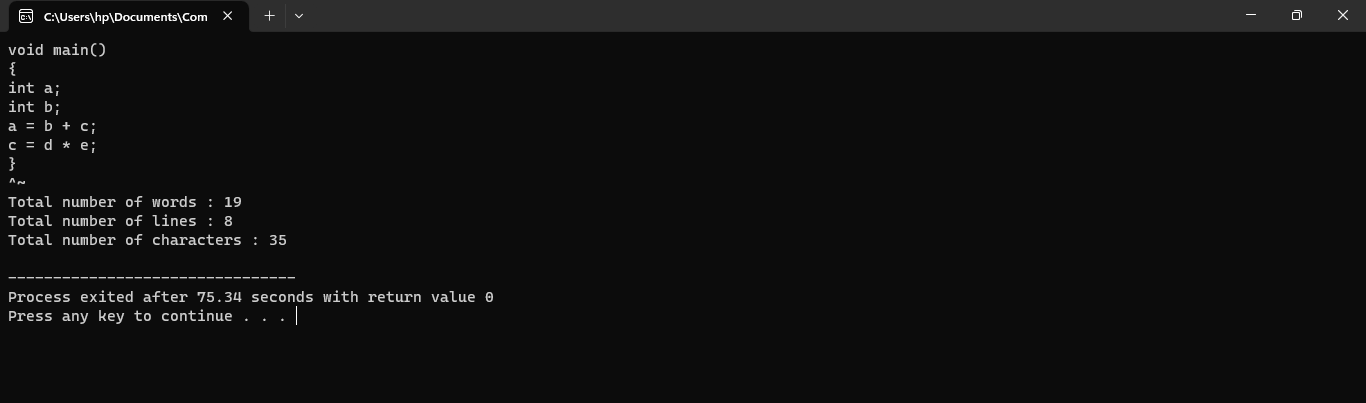 C:\Users\hp\Documents\Com
void main()
{
int a;
int b;
a = b + c;
c = d * e;
}
^~
Total number of words : 19
Total number of lines : 8
Total number of characters : 35
--------------------------------
Process exited after 75.34 seconds with return value 0
Press any key to continue . . .